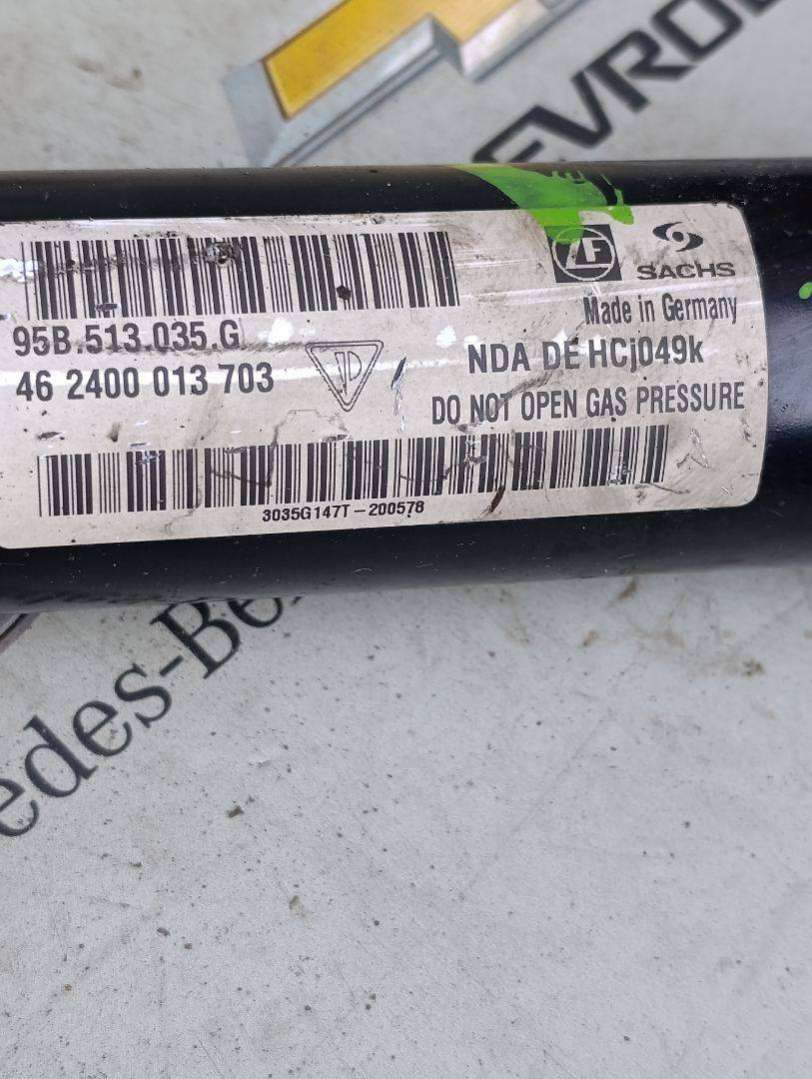 EVROL
ZF
SACHS
Made in Germany
95B.513.035.G
46 2400 013 703
NDA DE HCj049k
DO NOT OPEN GAS PRESSURE
3035G147T-200578
edes-Be